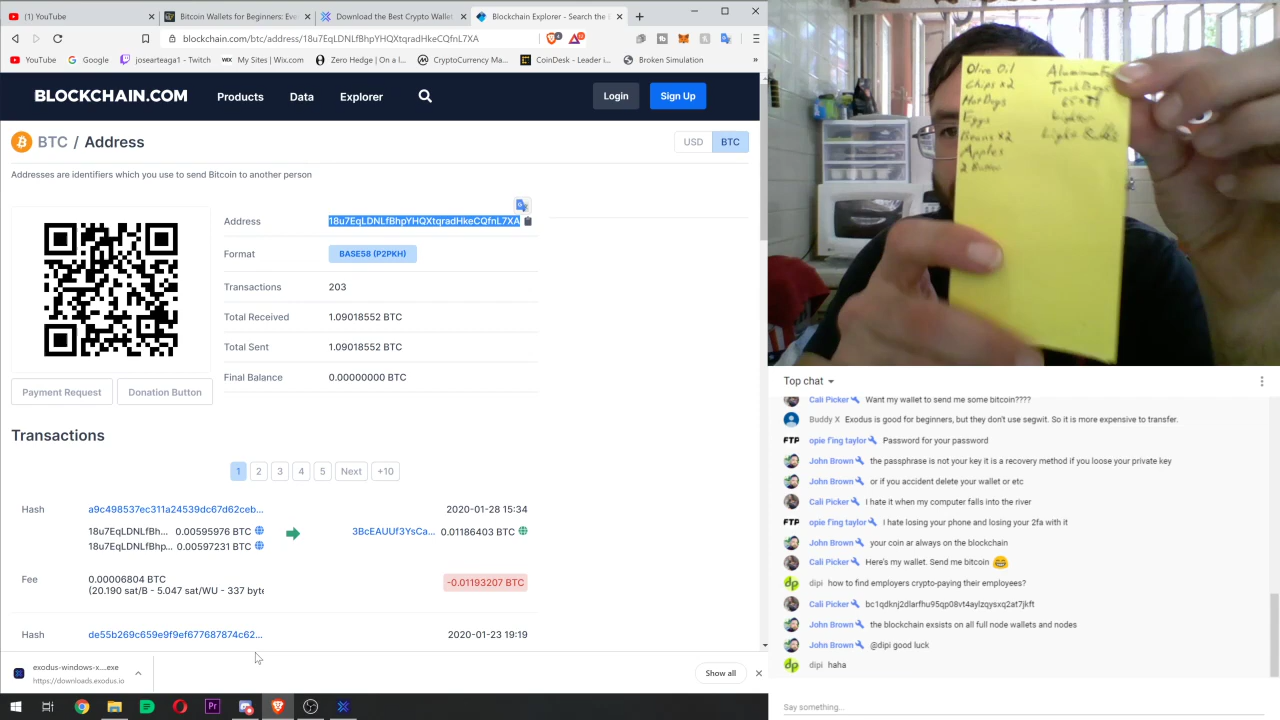 YouTube
Bitcoin Wallets for Beginners: Eve
Download the Best Crypto Wallet
Blockchain Explorer - Search the
blockchain.com/btc/address/18u7EqLDNLfBhpYHQXtqradHkeCQfnL7XA
YouTube
Google
josearteaga1 - Twitch
My Sites | Wix.com
Zero Hedge | On a l...
CryptoCurrency Ma...
CoinDesk - Leader i...
Broken Simulation
BLOCKCHAIN.COM
Products
Data
Explorer
Login
Sign Up
BTC / Address
USD
BTC
Addresses are identifiers which you use to send Bitcoin to another person
Address
18u7EqLDNLfBhpYHQXtqradHkeCQfnL7XA
Format
BASE58 (P2PKH)
Transactions
203
Total Received
1.09018552 BTC
Total Sent
1.09018552 BTC
Final Balance
0.00000000 BTC
Payment Request
Donation Button
Transactions
1
2
3
4
5
Next
+10
Hash
a9c498537ec311a24539dc67d62ceb...
2020-01-28 15:34
18u7EqLDNLfBh... 0.00595976 BTC
3BcEAUUf3YsCa... 0.01186403 BTC
18u7EqLDNLfBhp... 0.00597231 BTC
Fee
0.00006804 BTC
(20.190 sat/B - 5.047 sat/WU - 337 byte
-0.01193207 BTC
Hash
de55b269c659e9f9ef677687874c62...
2020-01-23 19:19
exodus-windows-x....exe
https://downloads.exodus.io
Show all
Olive Oil
Chips x2
Hot Dogs
Eggs
Beans x2
Apples
2 Butter
Trash Bags
Top chat
Cali Picker Want my wallet to send me some bitcoin????
Buddy X Exodus is good for beginners, but they don't use segwit. So it is more expensive to transfer.
FTP opie f'ing taylor Password for your password
John Brown the passphrase is not your key it is a recovery method if you loose your private key
John Brown or if you accident delete your wallet or etc
Cali Picker I hate it when my computer falls into the river
FTP opie f'ing taylor I hate losing your phone and losing your 2fa with it
John Brown your coin ar always on the blockchain
Cali Picker Here's my wallet. Send me bitcoin 😂
dp dipi how to find employers crypto-paying their employees?
Cali Picker bc1qdknj2dlarfhu95qp08vt4aylzqysxq2at7jkft
John Brown the blockchain exsists on all full node wallets and nodes
John Brown @dipi good luck
dp dipi haha
Say something...